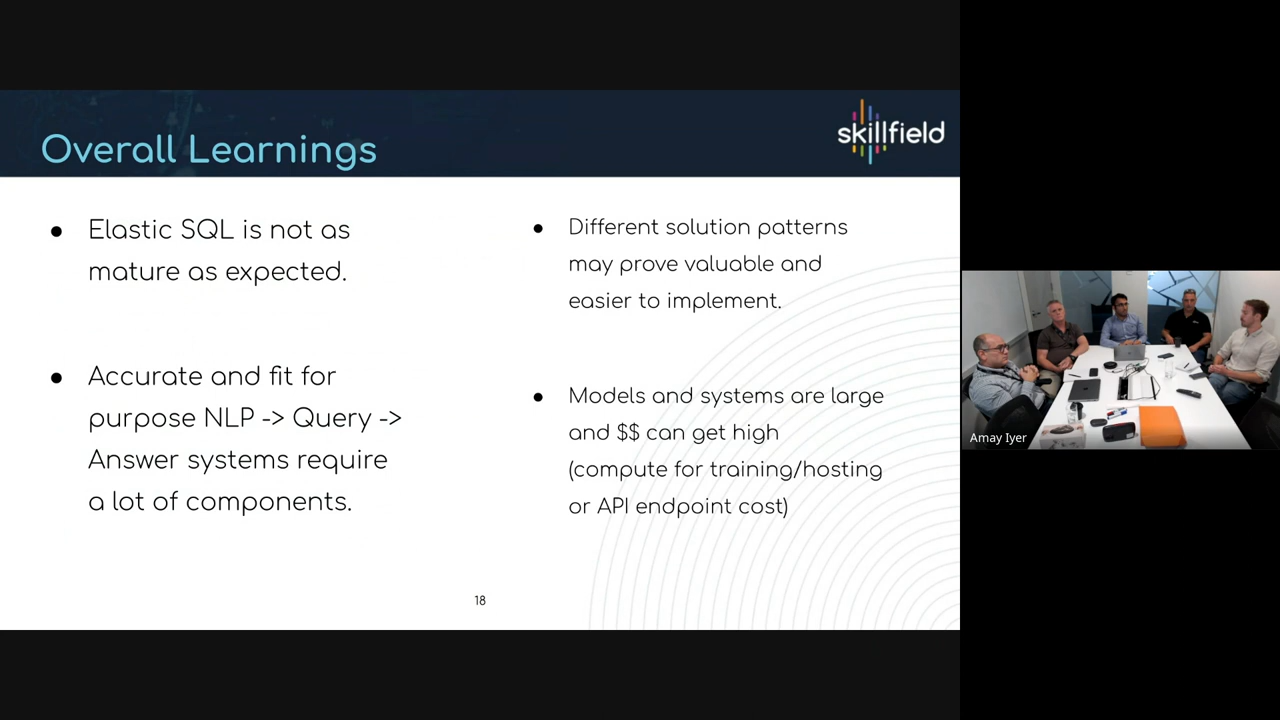 Overall Learnings
skillfield
● Elastic SQL is not as
mature as expected.
● Accurate and fit for
purpose NLP -> Query ->
Answer systems require
a lot of components.
● Different solution patterns
may prove valuable and
easier to implement.
● Models and systems are large
and $$ can get high
(compute for training/hosting
or API endpoint cost)
18
Amay Iyer